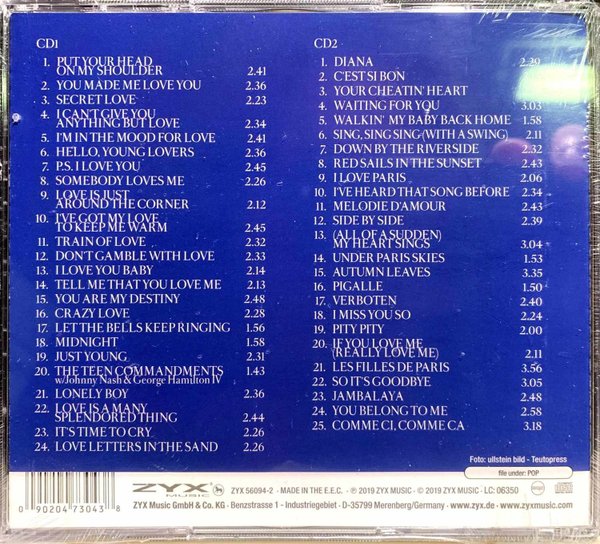 CD1
1. PUT YOUR HEAD
ON MY SHOULDER 2.41
2. YOU MADE ME LOVE YOU 2.36
3. SECRET LOVE 2.23
4. I CAN'T GIVE YOU
ANYTHING BUT LOVE 2.34
5. I'M IN THE MOOD FOR LOVE 2.41
6. HELLO, YOUNG LOVERS 2.36
7. P.S. I LOVE YOU 2.45
8. SOMEBODY LOVES ME 2.26
9. LOVE IS JUST
AROUND THE CORNER 2.12
10. I'VE GOT MY LOVE
TO KEEP ME WARM 2.45
11. TRAIN OF LOVE 2.32
12. DON'T GAMBLE WITH LOVE 2.33
13. I LOVE YOU BABY 2.14
14. TELL ME THAT YOU LOVE ME 2.13
15. YOU ARE MY DESTINY 2.48
16. CRAZY LOVE 2.28
17. LET THE BELLS KEEP RINGING 1.56
18. MIDNIGHT 1.58
19. JUST YOUNG 2.31
20. THE TEEN COMMANDMENTS 1.43
w/Johnny Nash & George Hamilton IV
21. LONELY BOY 2.36
22. LOVE IS A MANY
SPLENDORED THING 2.44
23. IT'S TIME TO CRY 2.26
24. LOVE LETTERS IN THE SAND 2.26
CD2
1. DIANA 2.29
2. C'EST SI BON
3. YOUR CHEATIN' HEART
4. WAITING FOR YOU 3.03
5. WALKIN' MY BABY BACK HOME 1.58
6. SING, SING SING (WITH A SWING) 2.11
7. DOWN BY THE RIVERSIDE 2.32
8. RED SAILS IN THE SUNSET 2.43
9. I LOVE PARIS 2.06
10. I'VE HEARD THAT SONG BEFORE 2.34
11. MELODIE D'AMOUR 2.43
12. SIDE BY SIDE 2.39
13. (ALL OF A SUDDEN)
MY HEART SINGS 3.04
14. UNDER PARIS SKIES 1.53
15. AUTUMN LEAVES 3.35
16. PIGALLE 1.50
17. VERBOTEN 2.40
18. I MISS YOU SO 2.24
19. PITY PITY 2.00
20. IF YOU LOVE ME
(REALLY LOVE ME) 2.11
21. LES FILLES DE PARIS 3.56
22. SO IT'S GOODBYE 3.05
23. JAMBALAYA 2.48
24. YOU BELONG TO ME 2.58
25. COMME CI, COMME CA 3.18
Foto: ullstein bild - Teutopress
file under: POP
0 90204 73043 8
ZYX
MUSIC
ZYX 56094-2 · MADE IN THE E.E.C. · ℗ 2019 ZYX MUSIC · © 2019 ZYX MUSIC · LC: 06350
ZYX Music GmbH & Co. KG · Benzstrasse 1 - Industriegebiet · D-35799 Merenberg/Germany · www.zyx.de · www.zyxmusic.com